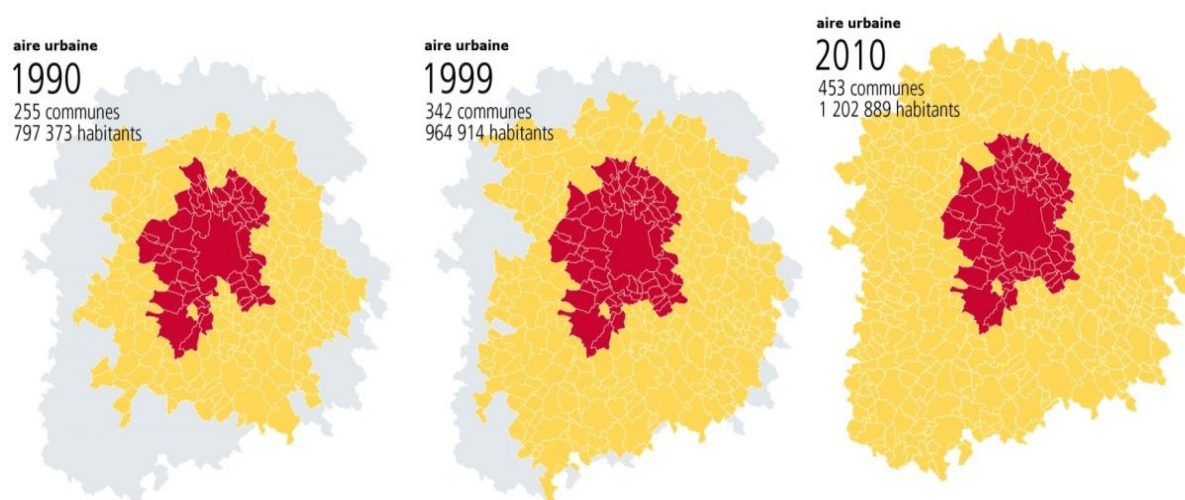 aire urbaine
1990
255 communes
797 373 habitants
aire urbaine
1999
342 communes
964 914 habitants
aire urbaine
2010
453 communes
1 202 889 habitants